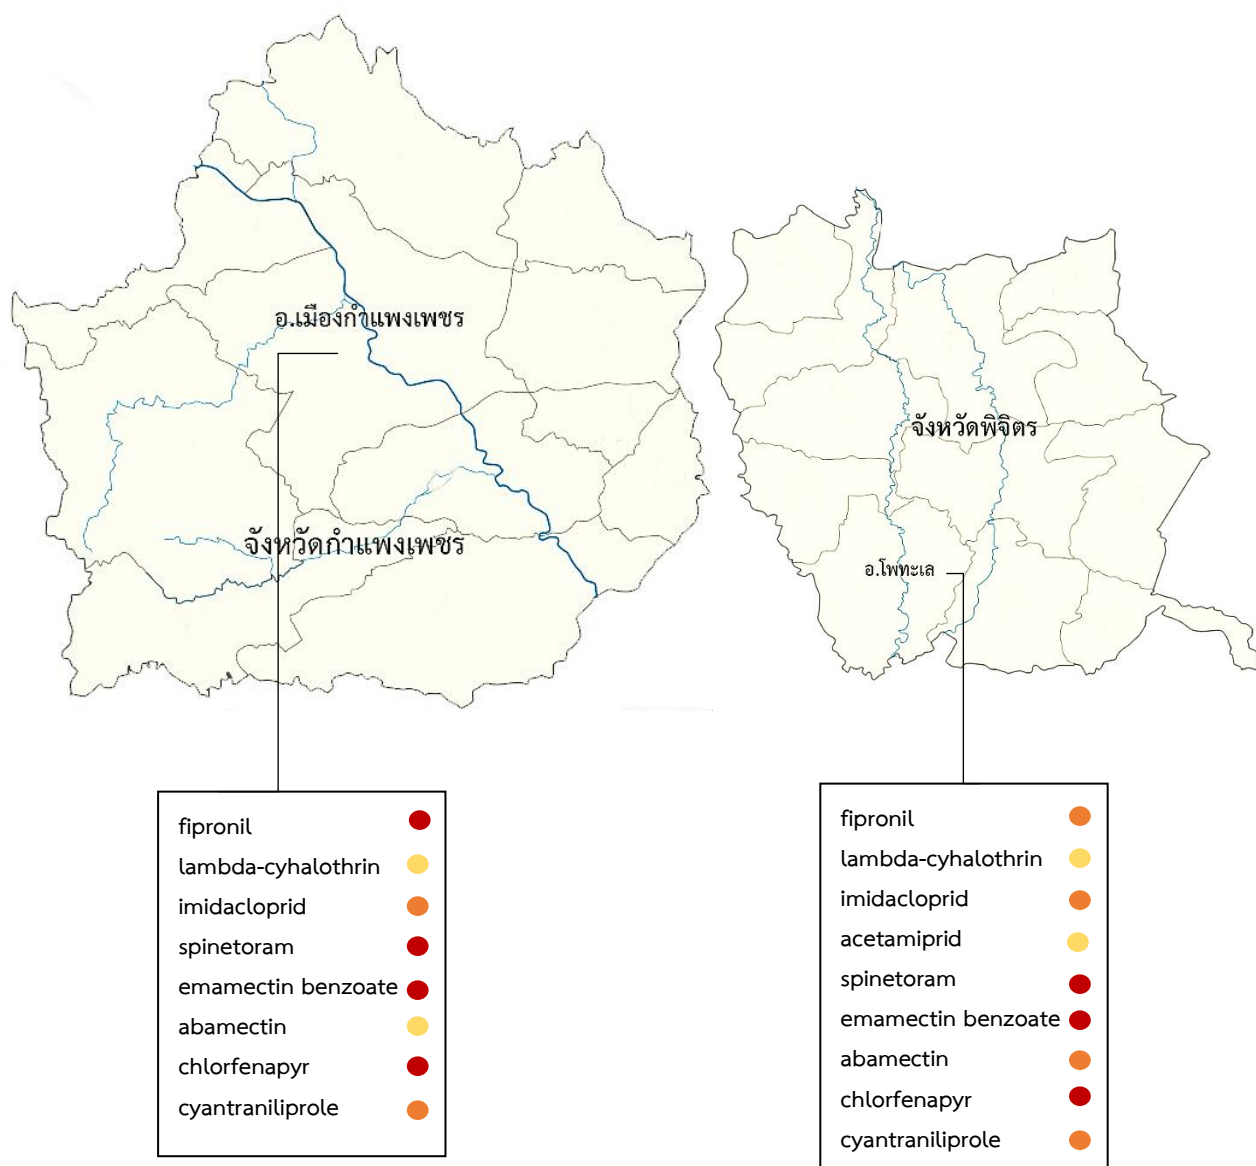 อ.เมืองกำแพงเพชร
จังหวัดกำแพงเพชร
จังหวัดพิจิตร
อ.โพทะเล
fipronil
lambda-cyhalothrin
imidacloprid
spinetoram
emamectin benzoate
abamectin
chlorfenapyr
cyantraniliprole
fipronil
lambda-cyhalothrin
imidacloprid
acetamiprid
spinetoram
emamectin benzoate
abamectin
chlorfenapyr
cyantraniliprole